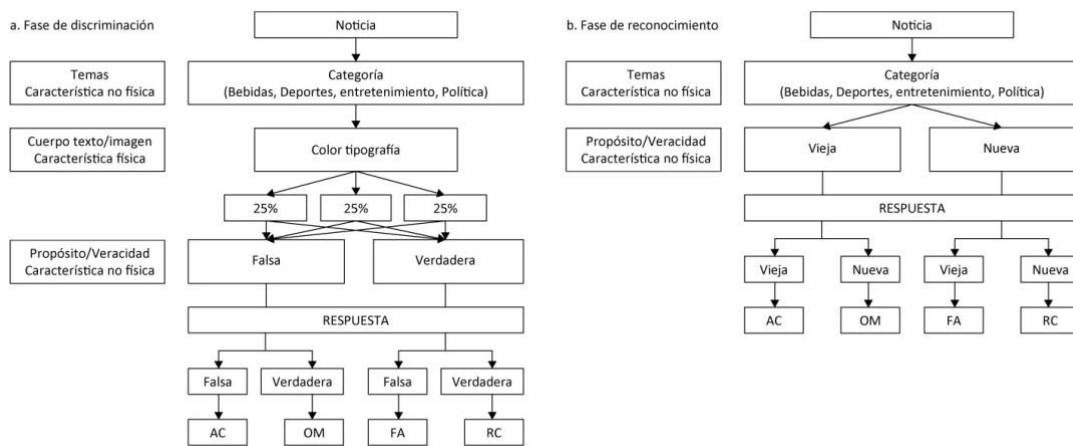 a. Fase de discriminación
Noticia
Temas
Característica no física
Categoría
(Bebidas, Deportes, entretenimiento, Política)
Cuerpo texto/imagen
Característica física
Color tipografía
25%
25%
25%
Propósito/Veracidad
Característica no física
Falsa
Verdadera
RESPUESTA
Falsa
Verdadera
Falsa
Verdadera
AC
OM
FA
RC
b. Fase de reconocimiento
Noticia
Temas
Característica no física
Categoría
(Bebidas, Deportes, entretenimiento, Política)
Propósito/Veracidad
Característica no física
Vieja
Nueva
RESPUESTA
Vieja
Nueva
Vieja
Nueva
AC
OM
FA
RC